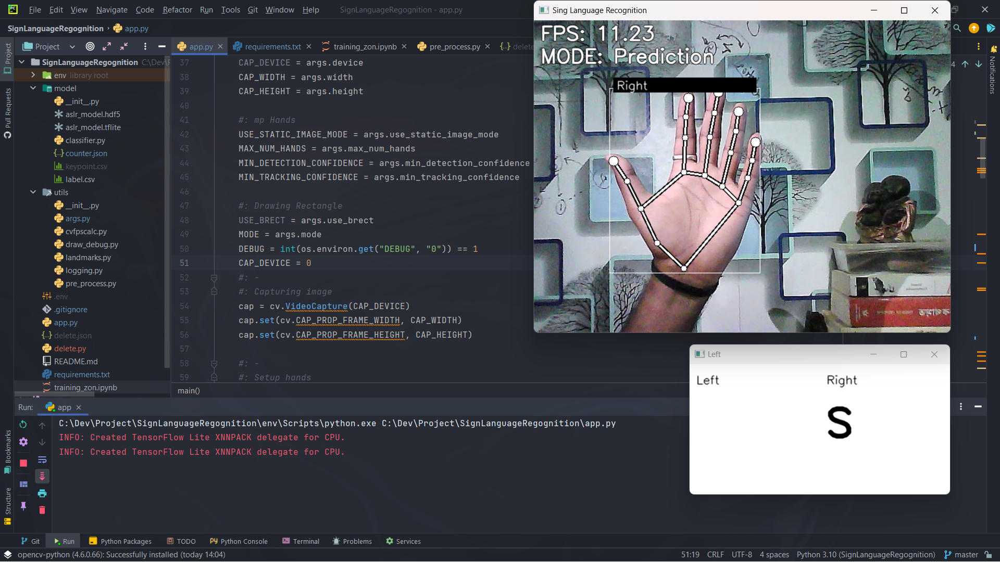 File Edit View Navigate Code Refactor Run Tools Git Window Help SignLanguageRegognition - app.py
SignLanguageRegognition › app.py
Project
app.py requirements.txt training_zon.ipynb pre_process.py delete
SignLanguageRegognition C:\Dev\P
env library root
model
__init__.py
aslr_model.hdf5
aslr_model.tflite
classifier.py
counter.json
keypoint.csv
label.csv
utils
__init__.py
args.py
cvfpscalc.py
draw_debug.py
landmarks.py
logging.py
pre_process.py
.env
.gitignore
app.py
delete.json
delete.py
README.md
requirements.txt
training_zon.ipynb
Project
Pull Requests
Bookmarks
Structure
37 CAP_DEVICE = args.device
38 CAP_WIDTH = args.width
39 CAP_HEIGHT = args.height
40
41 #: mp Hands
42 USE_STATIC_IMAGE_MODE = args.use_static_image_mode
43 MAX_NUM_HANDS = args.max_num_hands
44 MIN_DETECTION_CONFIDENCE = args.min_detection_confidence
45 MIN_TRACKING_CONFIDENCE = args.min_tracking_confidence
46
47 #: Drawing Rectangle
48 USE_BRECT = args.use_brect
49 MODE = args.mode
50 DEBUG = int(os.environ.get("DEBUG", "0")) == 1
51 CAP_DEVICE = 0
52 #: -
53 #: Capturing image
54 cap = cv.VideoCapture(CAP_DEVICE)
55 cap.set(cv.CAP_PROP_FRAME_WIDTH, CAP_WIDTH)
56 cap.set(cv.CAP_PROP_FRAME_HEIGHT, CAP_HEIGHT)
57
58 #: -
59 #: Setup hands
main()
Sing Language Recognition
FPS: 11.23
MODE: Prediction
Right
4
Notifications
Left
Left Right
S
Run: app
C:\Dev\Project\SignLanguageRegognition\env\Scripts\python.exe C:\Dev\Project\SignLanguageRegognition\app.py
INFO: Created TensorFlow Lite XNNPACK delegate for CPU.
INFO: Created TensorFlow Lite XNNPACK delegate for CPU.
Git Run Python Packages TODO Python Console Terminal Problems Services
opencv-python (4.6.0.66): Successfully installed (today 14:04) 51:19 CRLF UTF-8 4 spaces Python 3.10 (SignLanguageRegognition) master